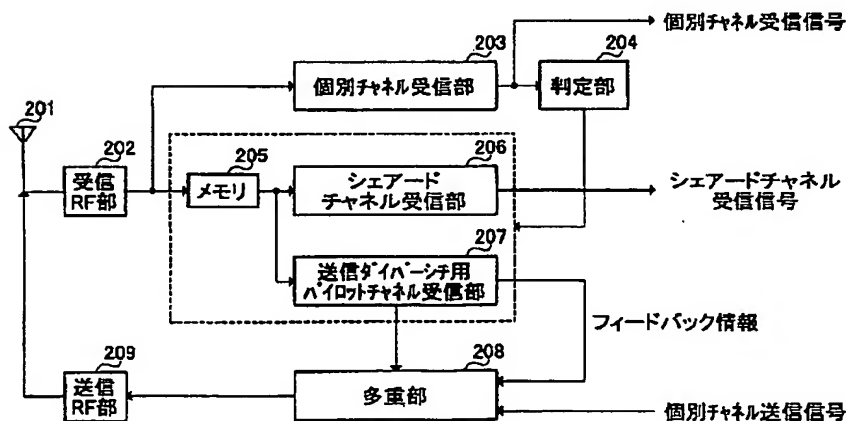 203
個別チャネル受信信号
204
個別チャネル受信部
判定部
201
202
205
206
受信
RF部
メモリ
シェアード
チャネル受信部
シェアードチャネル
受信信号
207
送信ダイバーシチ用
パイロットチャネル受信部
フィードバック情報
209
208
送信
RF部
多重部
個別チャネル送信信号